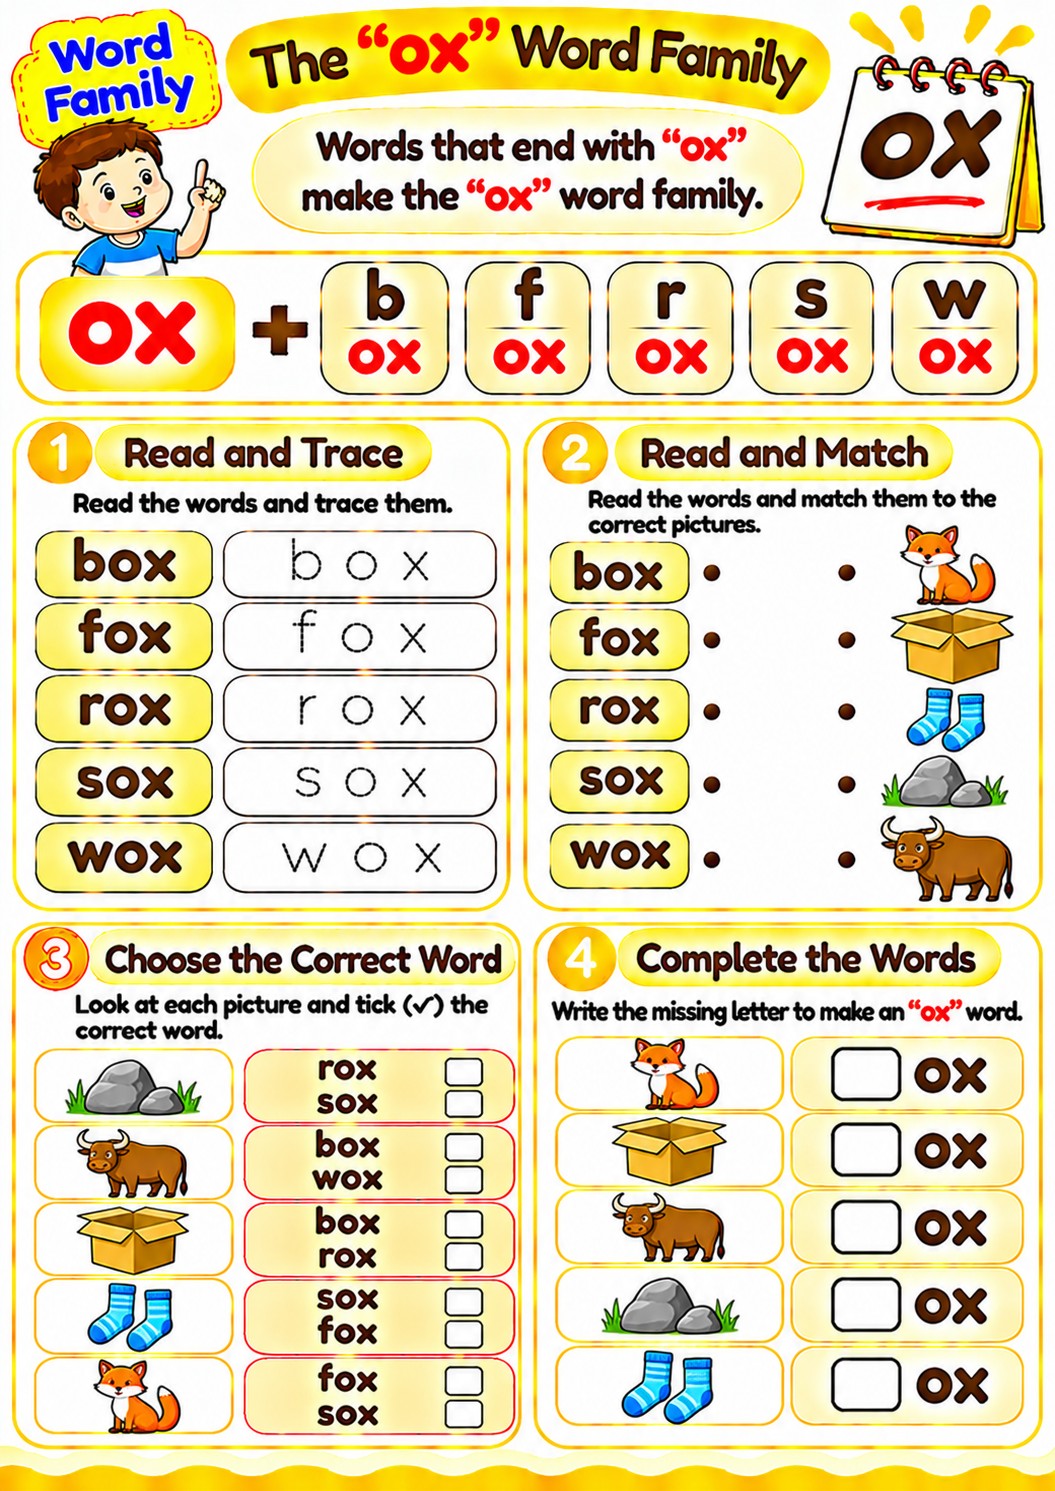 Word
Family
The “ox” Word Family
Words that end with “ox”
make the “ox” word family.
ox
ox + b f r s w
ox ox ox ox ox
1 Read and Trace
Read the words and trace them.
box b o x
fox f o x
rox r o x
sox s o x
wox w o x
2 Read and Match
Read the words and match them to the
correct pictures.
box
fox
rox
sox
wox
3 Choose the Correct Word
Look at each picture and tick (✓) the
correct word.
rox
sox
box
wox
box
rox
sox
fox
fox
sox
4 Complete the Words
Write the missing letter to make an “ox” word.
ox
ox
ox
ox
ox